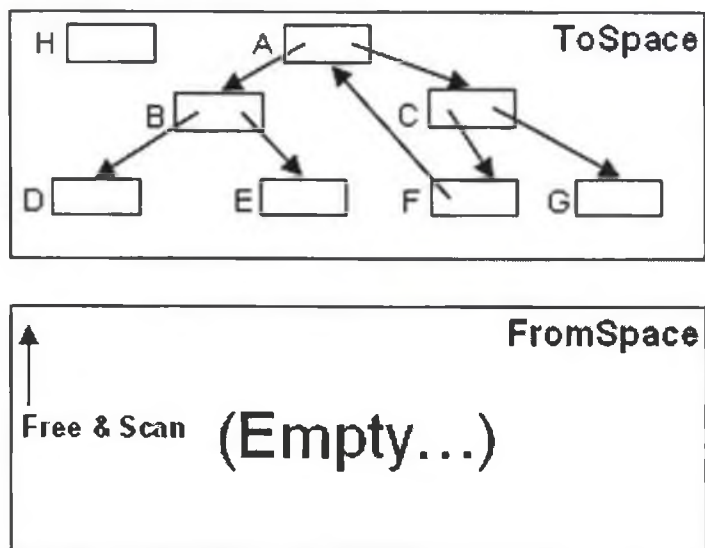 H A ToSpace
B C
D E F G
FromSpace
Free & Scan (Empty...)